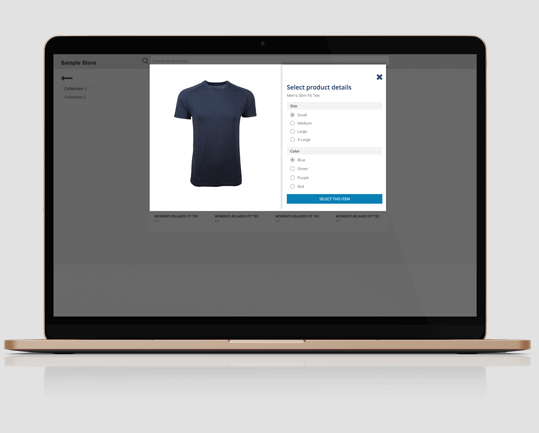 Sample Store
Collection 1
Collection 2
Select product details
Men's Slim Fit Tee
Size
Small
Medium
Large
X-Large
Color
Blue
Green
Purple
Red
SELECT THIS ITEM
WOMEN'S RELAXED FIT TEE
WOMEN'S RELAXED FIT TEE
WOMEN'S RELAXED FIT TEE
WOMEN'S RELAXED FIT TEE